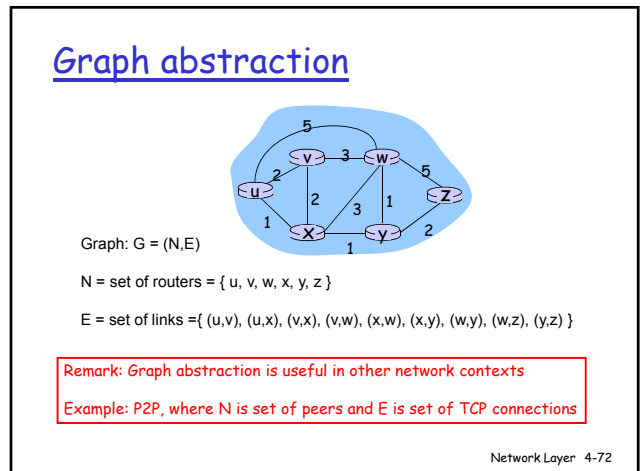 Graph abstraction
5
v 3 w
2 5
u 2 3 1 z
1 2
x 1 y
Graph: G = (N,E)
N = set of routers = { u, v, w, x, y, z }
E = set of links ={ (u,v), (u,x), (v,x), (v,w), (x,w), (x,y), (w,y), (w,z), (y,z) }
Remark: Graph abstraction is useful in other network contexts
Example: P2P, where N is set of peers and E is set of TCP connections
Network Layer 4-72